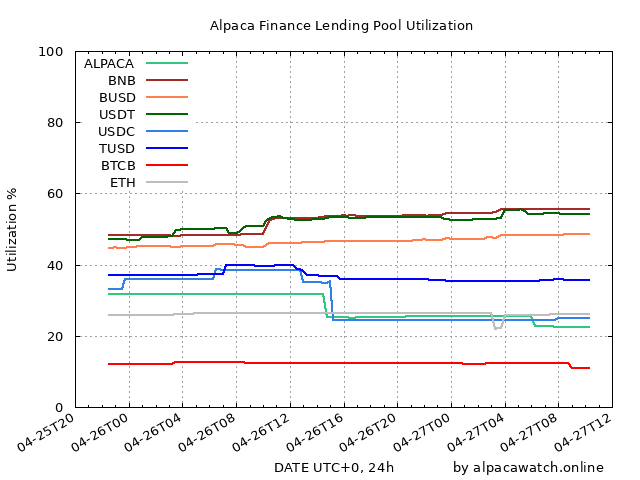 Alpaca Finance Lending Pool Utilization
100
80
60
40
20
0
Utilization %
ALPACA
BNB
BUSD
USDT
USDC
TUSD
BTCB
ETH
04-25T20
04-26T00
04-26T04
04-26T08
04-26T12
04-26T16
04-26T20
04-27T00
04-27T04
04-27T08
04-27T12
DATE UTC+0, 24h
by alpacawatch.online